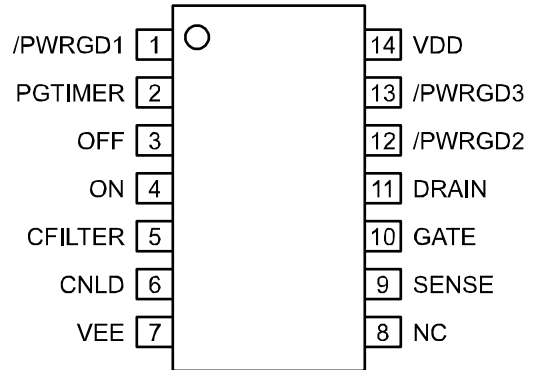 /PWRGD1 1 14 VDD
PGTIMER 2 13 /PWRGD3
OFF 3 12 /PWRGD2
ON 4 11 DRAIN
CFILTER 5 10 GATE
CNLD 6 9 SENSE
VEE 7 8 NC